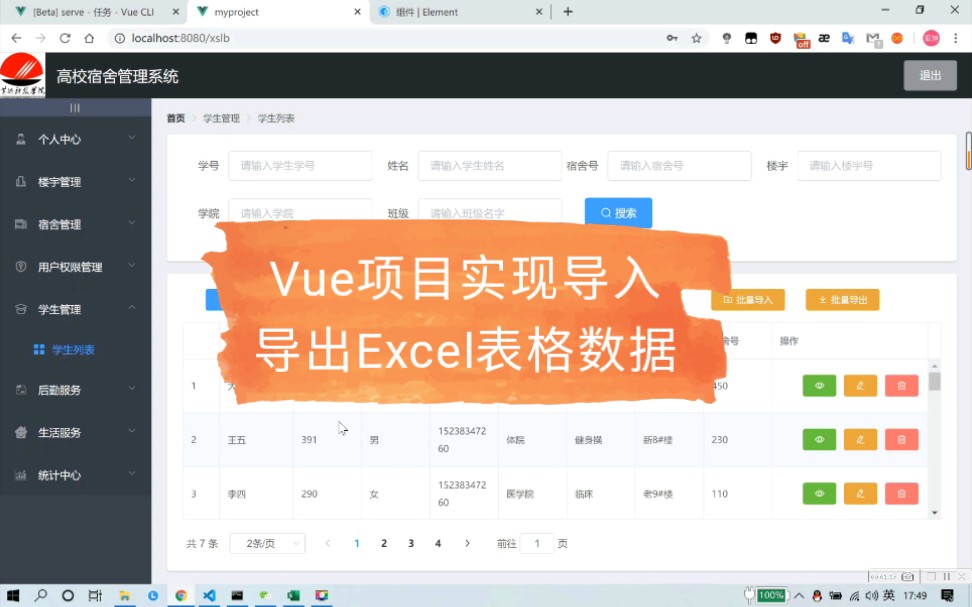 [Beta] serve - 任务 - Vue CLI
myproject
组件 | Element
localhost:8080/xslb
高校宿舍管理系统
退出
个人中心
楼宇管理
宿舍管理
用户权限管理
学生管理
学生列表
后勤服务
生活服务
统计中心
首页 学生管理 学生列表
学号 请输入学生学号 姓名 请输入学生姓名 宿舍号 请输入宿舍号 楼宇 请输入楼宇号
学院 请输入学院 班级 请输入班级名字 搜索
Vue项目实现导入
导出Excel表格数据
批量导入 批量导出
操作
1 450
2 王五 391 男 152383472 60 体院 健身操 新8#楼 230
3 李四 290 女 152383472 60 医学院 临床 老9#楼 110
共 7 条 2条/页 1 2 3 4 前往 1 页
100% 英 17:49